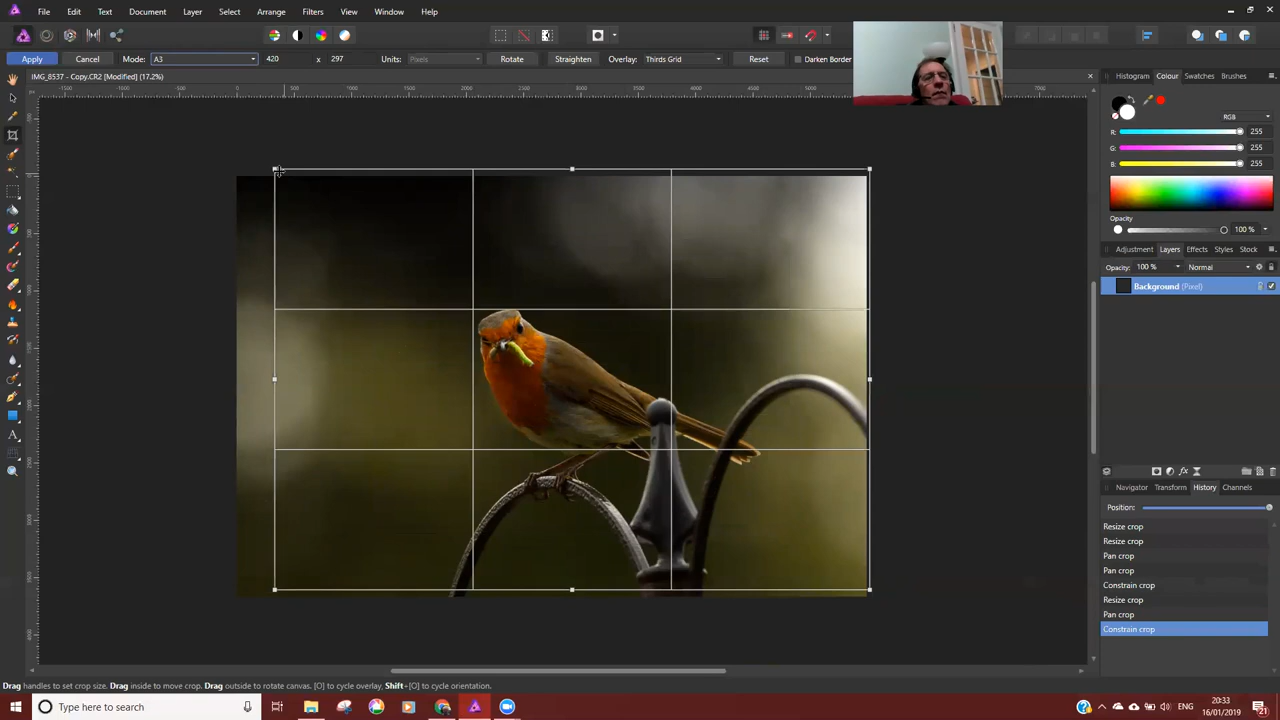 File Edit Text Document Layer Select Arrange Filters View Window Help
Apply Cancel Mode: A3 420 x 297 Units: Pixels Rotate Straighten Overlay: Thirds Grid Reset Darken Border
IMG_8537 - Copy.CR2 [Modified] (17.2%)
Histogram Colour Swatches Brushes
RGB
R: 255
G: 255
B: 255
Opacity
100 %
Adjustment Layers Effects Styles Stock
Opacity: 100 % Normal
Background (Pixel)
Navigator Transform History Channels
Position:
Resize crop
Resize crop
Pan crop
Pan crop
Constrain crop
Resize crop
Pan crop
Constrain crop
Drag handles to set crop size. Drag inside to move crop. Drag outside to rotate canvas. [O] to cycle overlay, Shift+[O] to cycle orientation.
Type here to search
ENG
20:33
16/01/2019
21